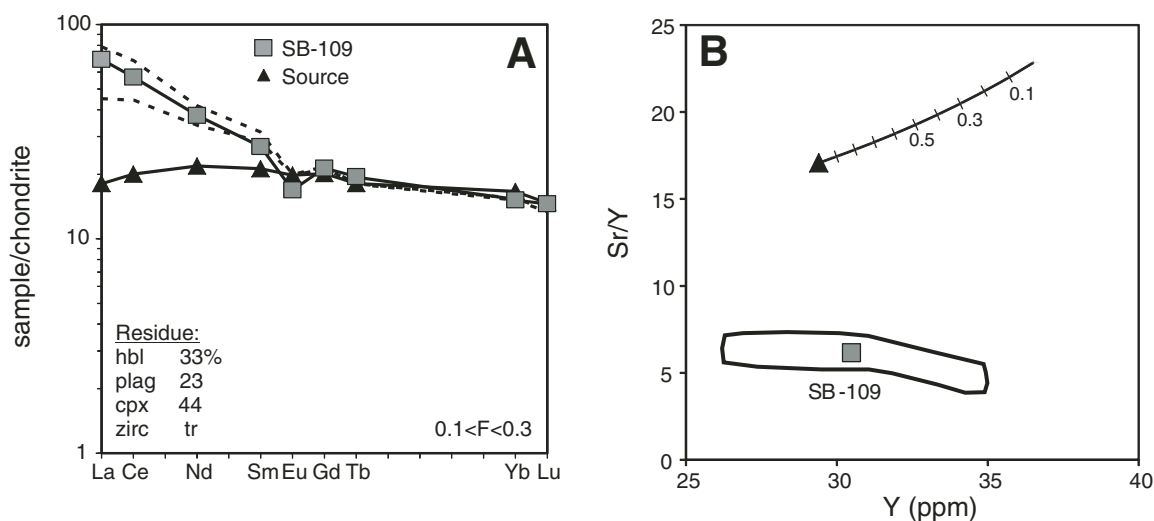 100
10
1
sample/chondrite
A
SB-109
Source
Residue:
hbl 33%
plag 23
cpx 44
zirc tr
0.1<F<0.3
La Ce Nd Sm Eu Gd Tb Yb Lu
B
25
20
15
10
5
0
Sr/Y
0.1
0.3
0.5
SB-109
25 30 35 40
Y (ppm)